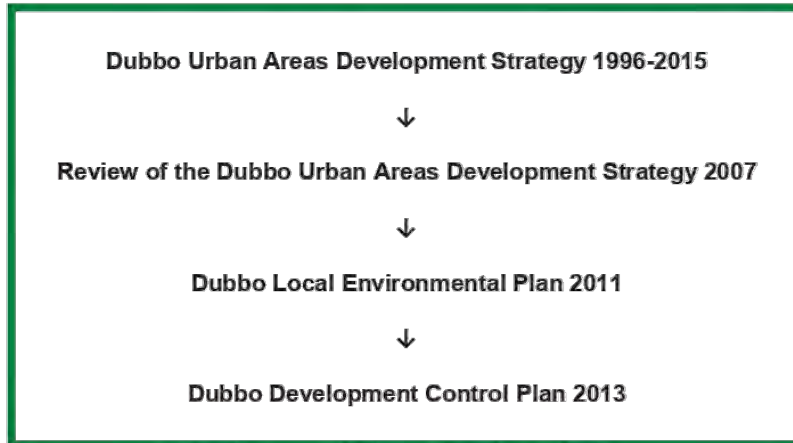 Dubbo Urban Areas Development Strategy 1996-2015
↓
Review of the Dubbo Urban Areas Development Strategy 2007
↓
Dubbo Local Environmental Plan 2011
↓
Dubbo Development Control Plan 2013